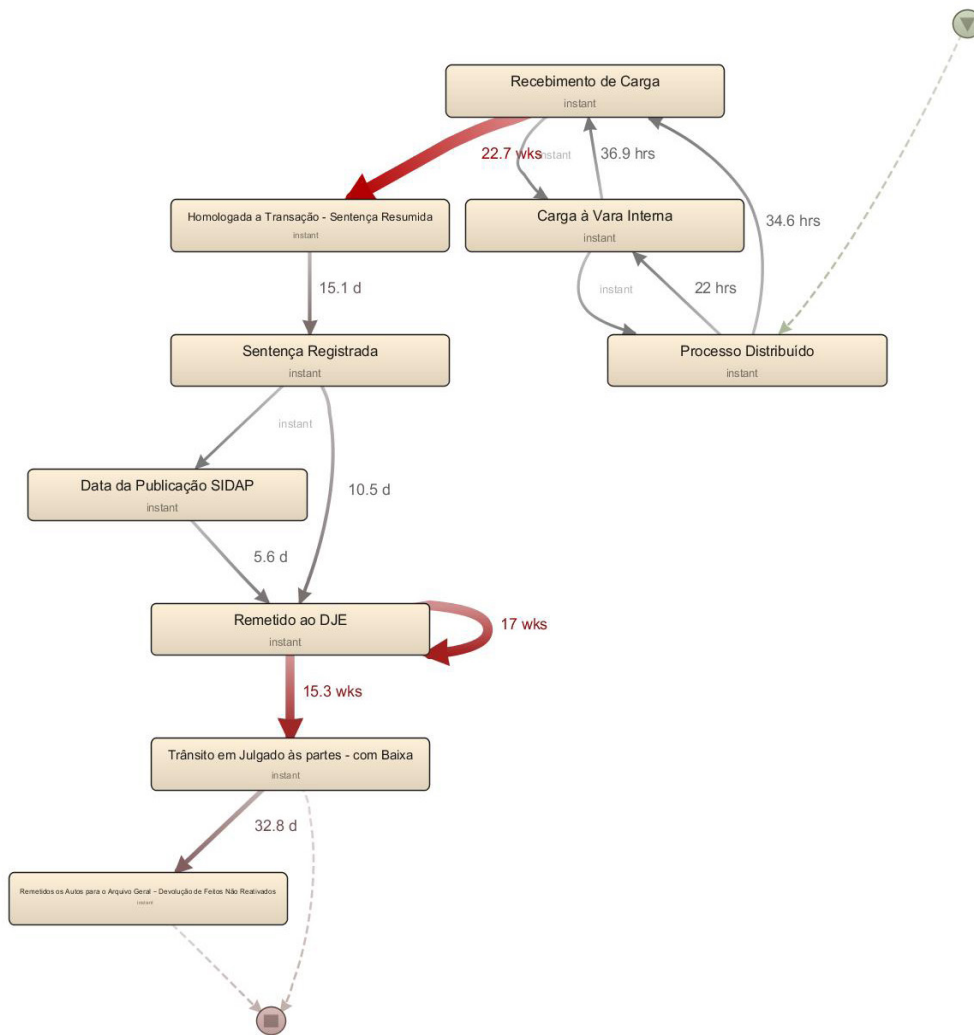 Recebimento de Carga
instant
22.7 wks
instant
36.9 hrs
Homologada a Transação - Sentença Resumida
instant
Carga à Vara Interna
instant
34.6 hrs
15.1 d
instant
22 hrs
Sentença Registrada
instant
Processo Distribuído
instant
instant
Data da Publicação SIDAP
instant
10.5 d
5.6 d
Remetido ao DJE
instant
17 wks
15.3 wks
Trânsito em Julgado às partes - com Baixa
instant
32.8 d
Remetidos os Autos para o Arquivo Geral - Devolução de Feitos Não Reativados
instant